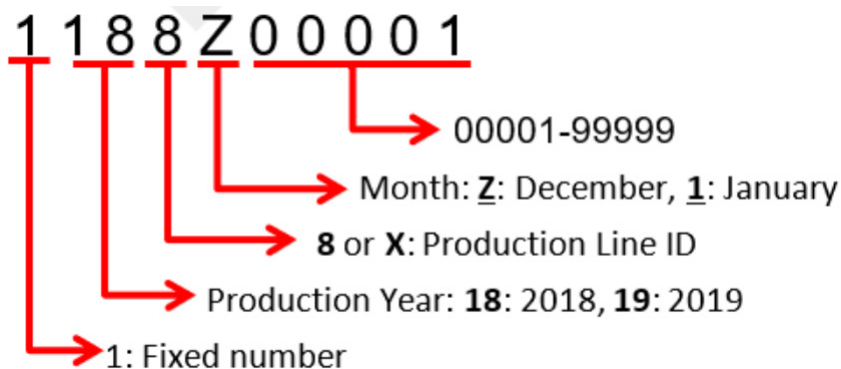 1 1 8 8 Z 0 0 0 0 1
00001-99999
Month: Z: December, 1: January
8 or X: Production Line ID
Production Year: 18: 2018, 19: 2019
1: Fixed number